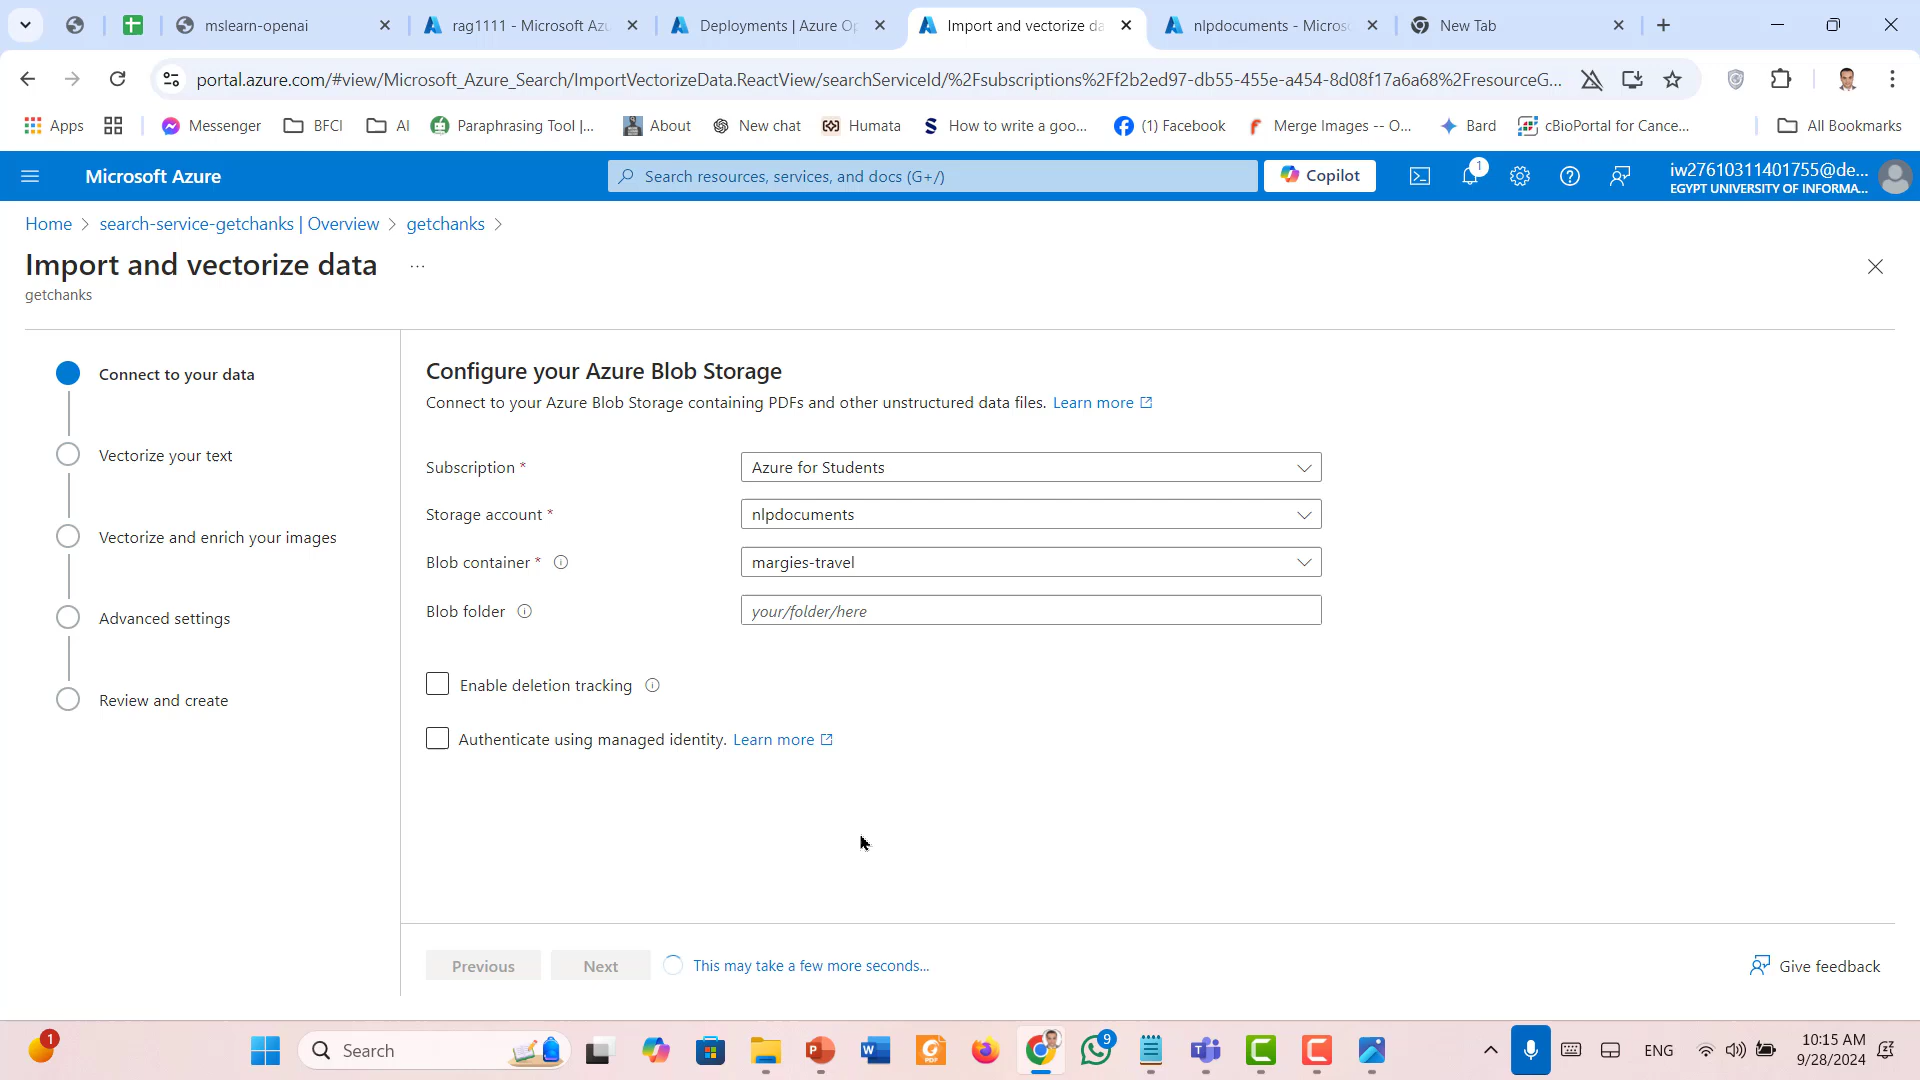 mslearn-openai
rag1111 - Microsoft Azu
Deployments | Azure Op
Import and vectorize da
nlpdocuments - Micros
New Tab
portal.azure.com/#view/Microsoft_Azure_Search/ImportVectorizeData.ReactView/searchServiceId/%2Fsubscriptions%2Ff2b2ed97-db55-455e-a454-8d08f17a6a68%2FresourceG...
Apps
Messenger
BFCI
AI
Paraphrasing Tool |...
About
New chat
Humata
How to write a goo...
(1) Facebook
Merge Images -- O...
Bard
cBioPortal for Cance...
All Bookmarks
Microsoft Azure
Search resources, services, and docs (G+/)
Copilot
1
iw27610311401755@de...
EGYPT UNIVERSITY OF INFORMA...
Home > search-service-getchanks | Overview > getchanks >
Import and vectorize data ...
getchanks
Connect to your data
Vectorize your text
Vectorize and enrich your images
Advanced settings
Review and create
Configure your Azure Blob Storage
Connect to your Azure Blob Storage containing PDFs and other unstructured data files. Learn more
Subscription * Azure for Students
Storage account * nlpdocuments
Blob container * margies-travel
Blob folder your/folder/here
Enable deletion tracking
Authenticate using managed identity. Learn more
Previous
Next
This may take a few more seconds...
Give feedback
1
Search
9
ENG
10:15 AM
9/28/2024